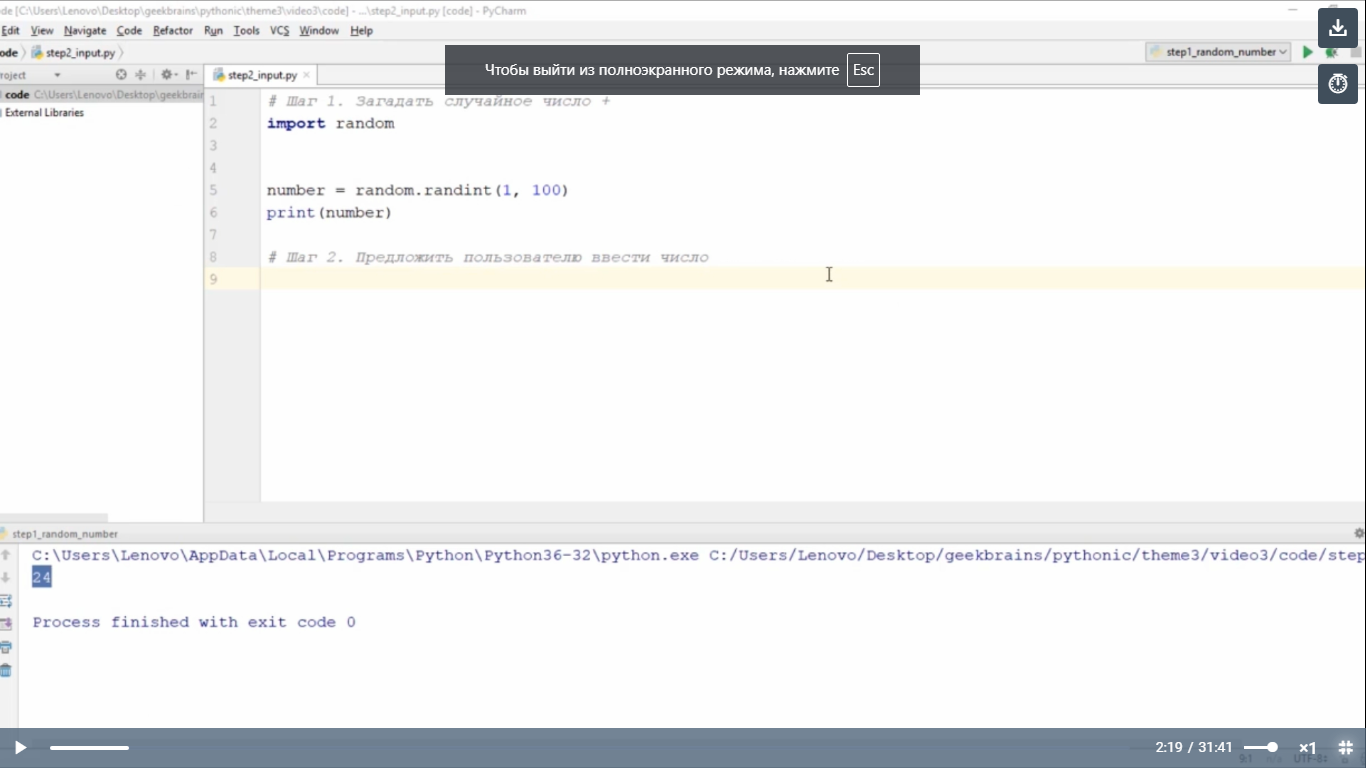 de [C:\Users\Lenovo\Desktop\geekbrains\pythonic\theme3\video3\code] - ...\step2_input.py [code] - PyCharm
Edit View Navigate Code Refactor Run Tools VCS Window Help
ode step2_input.py
step1_random_number
roject
step2_input.py
Чтобы выйти из полноэкранного режима, нажмите Esc
code C:\Users\Lenovo\Desktop\geekbrain
External Libraries
1 # Шаг 1. Загадать случайное число +
2 import random
3
4
5 number = random.randint(1, 100)
6 print(number)
7
8 # Шаг 2. Предложить пользователю ввести число
9
step1_random_number
C:\Users\Lenovo\AppData\Local\Programs\Python\Python36-32\python.exe C:/Users/Lenovo/Desktop/geekbrains/pythonic/theme3/video3/code/step
24
Process finished with exit code 0
2:19 / 31:41 ×1
9:1 UTF-8